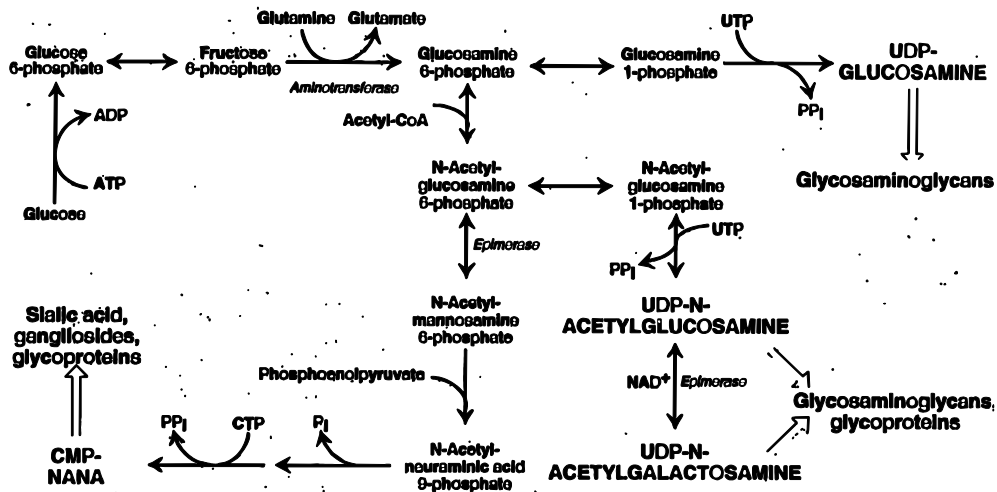 Glutamine Glutamate
UTP
Glucose
6-phosphate
Fructose
6-phosphate
Glucosamine
6-phosphate
Glucosamine
1-phosphate
UDP-
GLUCOSAMINE
Aminotransferase
PPi
ADP
Acetyl-CoA
ATP
N-Acetyl-
glucosamine
6-phosphate
N-Acetyl-
glucosamine
1-phosphate
Glycosaminoglycans
Glucose
UTP
Epimerase
PPi
Sialic acid,
gangliosides,
glycoproteins
N-Acetyl-
mannosamine
6-phosphate
UDP-N-
ACETYLGLUCOSAMINE
Phosphoenolpyruvate
NAD+ Epimerase
Glycosaminoglycans,
glycoproteins
PPi CTP Pi
CMP-
NANA
N-Acetyl-
neuraminic acid
9-phosphate
UDP-N-
ACETYLGALACTOSAMINE